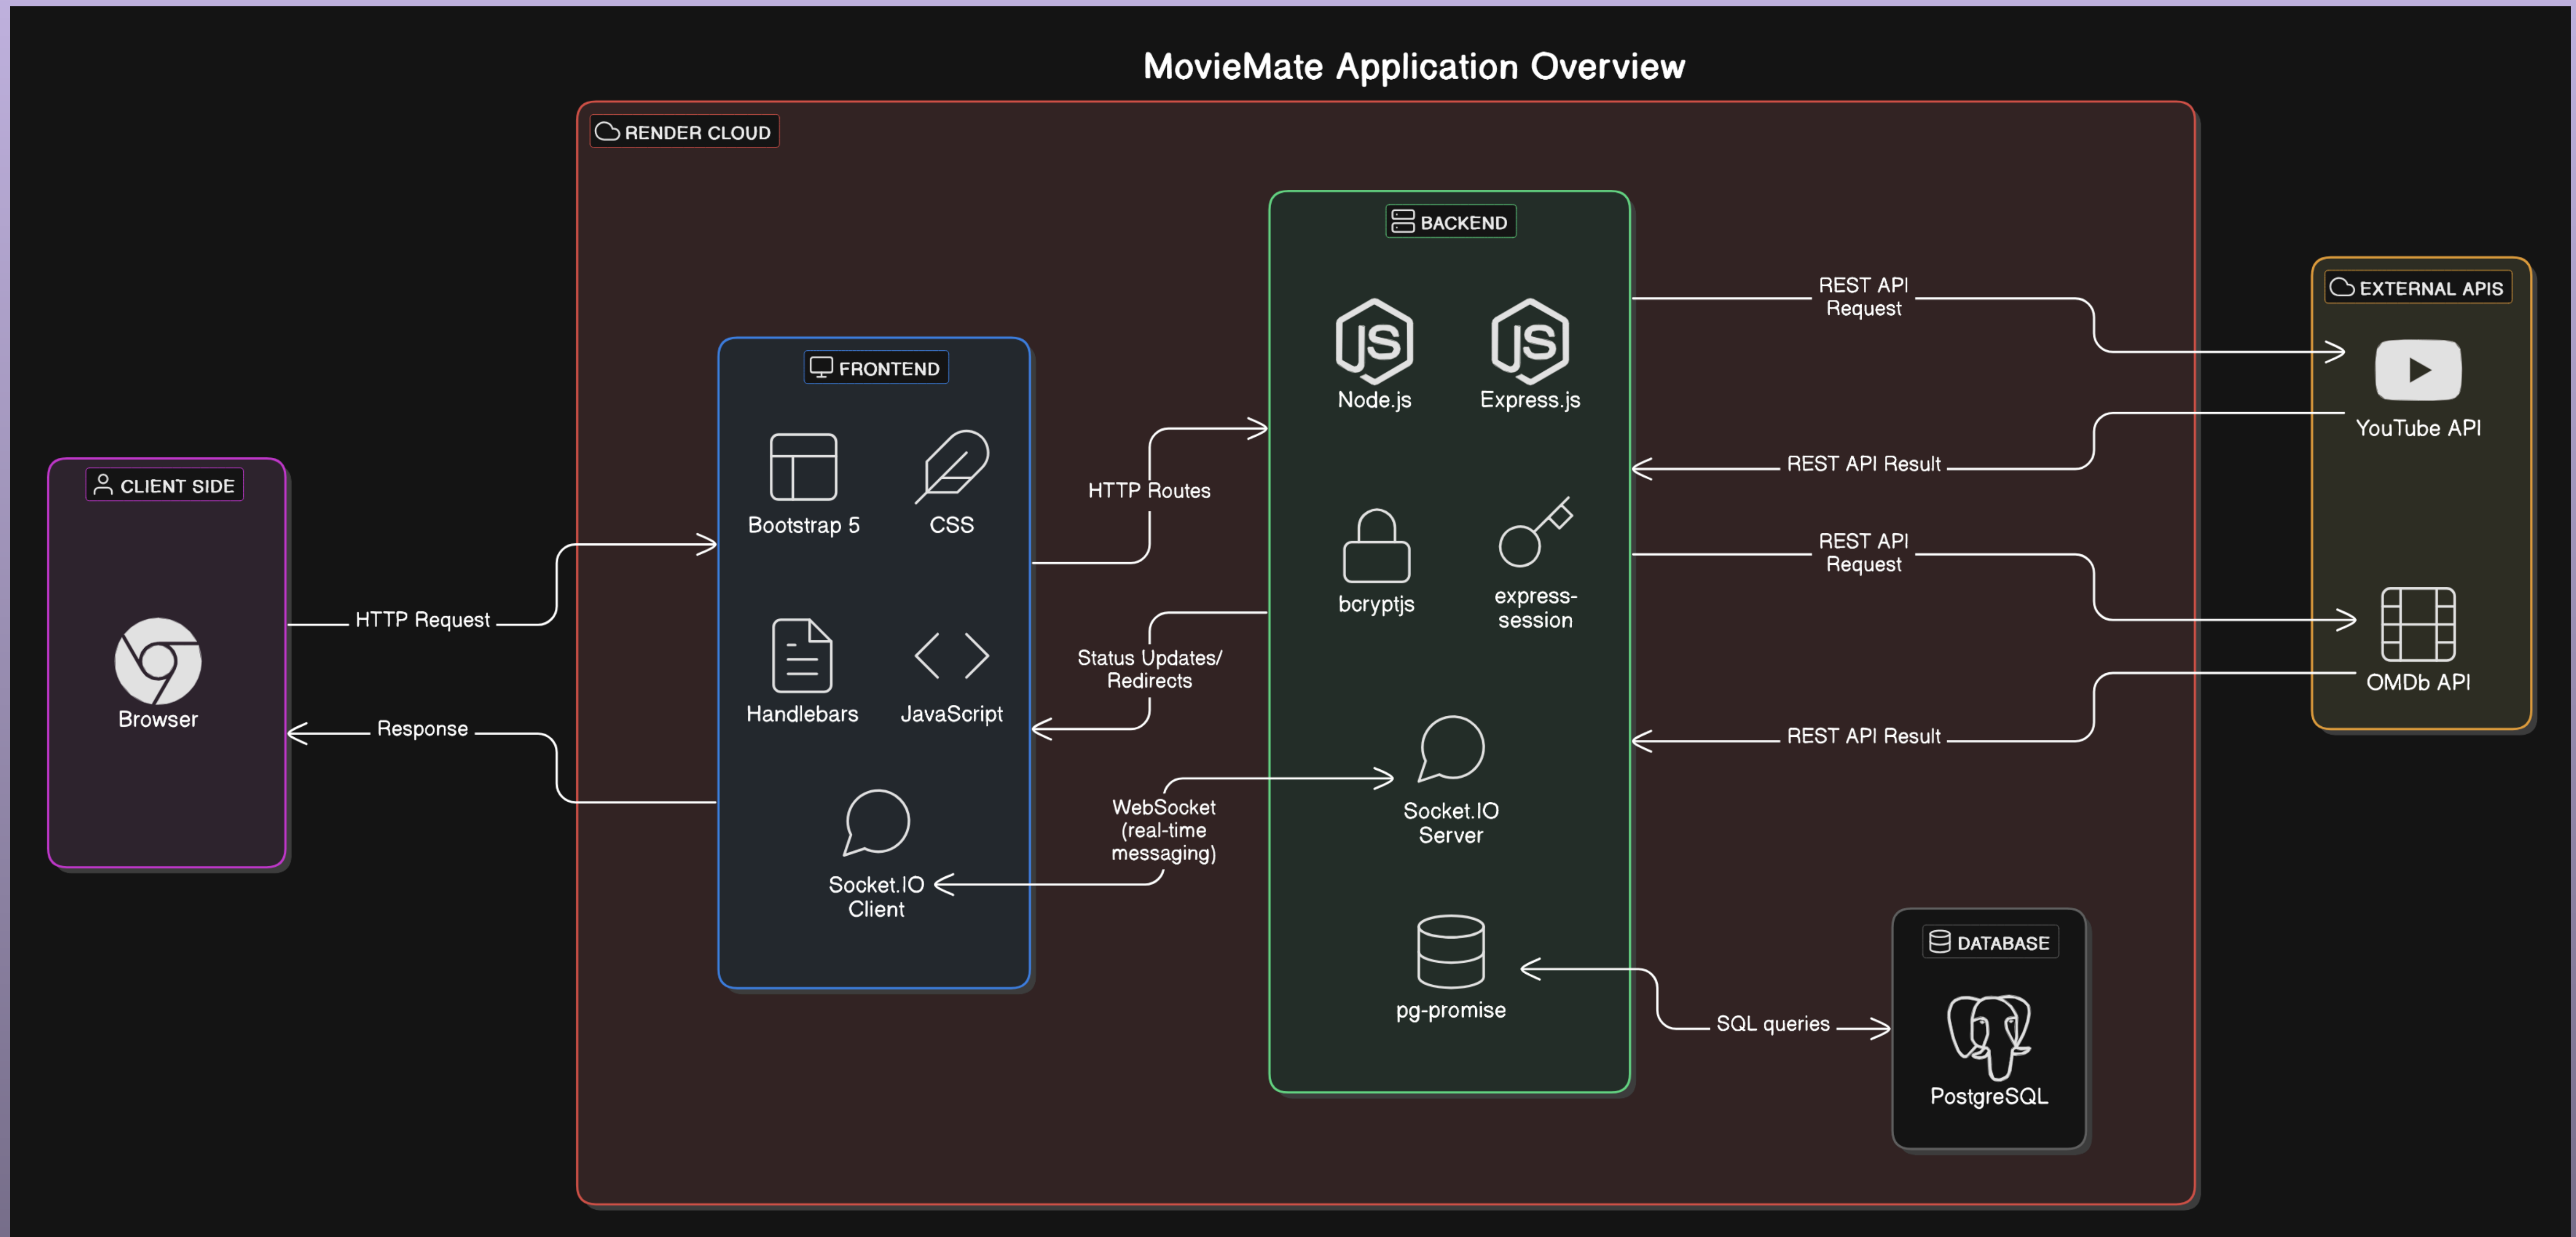 MovieMate Application Overview
RENDER CLOUD
CLIENT SIDE
Browser
HTTP Request
Response
FRONTEND
Bootstrap 5
CSS
Handlebars
JavaScript
Socket.IO
Client
HTTP Routes
Status Updates/
Redirects
WebSocket
(real-time
messaging)
BACKEND
JS
Node.js
JS
Express.js
bcryptjs
express-
session
Socket.IO
Server
pg-promise
REST API
Request
REST API Result
REST API
Request
REST API Result
SQL queries
DATABASE
PostgreSQL
EXTERNAL APIS
YouTube API
OMDb API